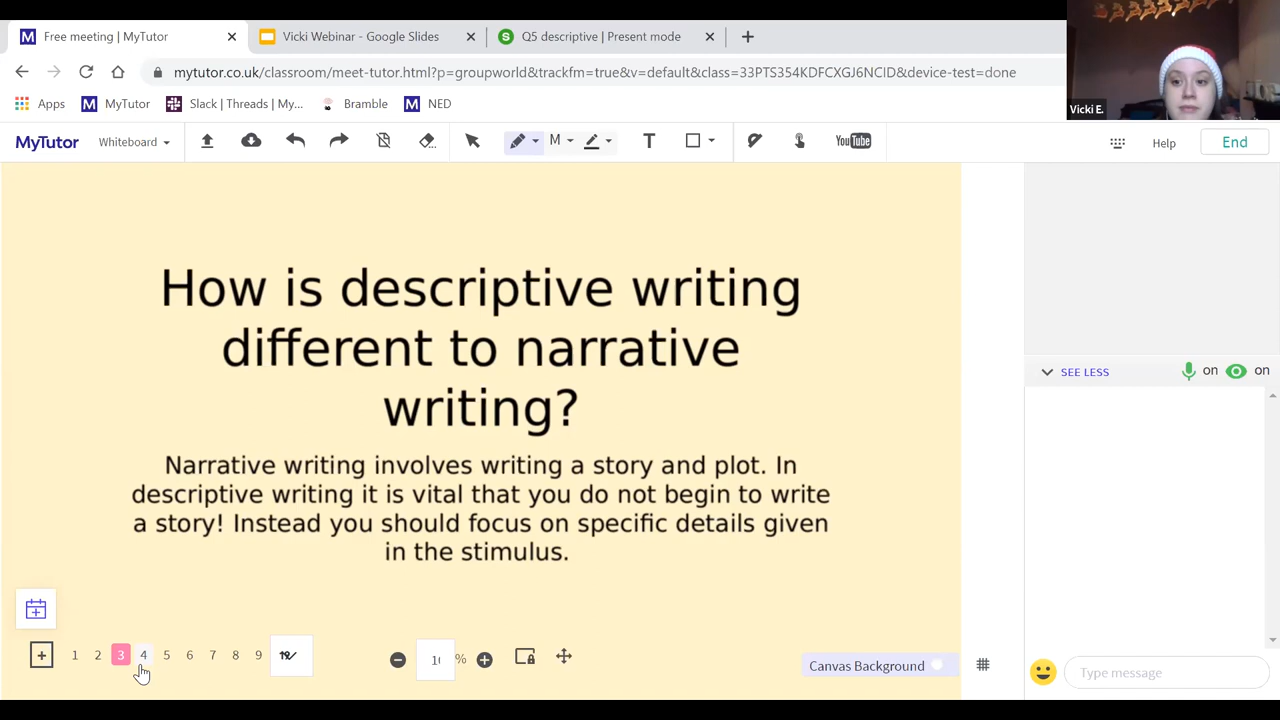 Free meeting | MyTutor
Vicki Webinar - Google Slides
Q5 descriptive | Present mode
mytutor.co.uk/classroom/meet-tutor.html?p=groupworld&trackfm=true&v=default&class=33PTS354KDFCXGJ6NCID&device-test=done
Apps MyTutor Slack | Threads | My... Bramble NED
Vicki E.
MyTutor Whiteboard M T YouTube Help End
How is descriptive writing
different to narrative
writing?
Narrative writing involves writing a story and plot. In
descriptive writing it is vital that you do not begin to write
a story! Instead you should focus on specific details given
in the stimulus.
SEE LESS on on
1 2 3 4 5 6 7 8 9
%
Canvas Background
Type message